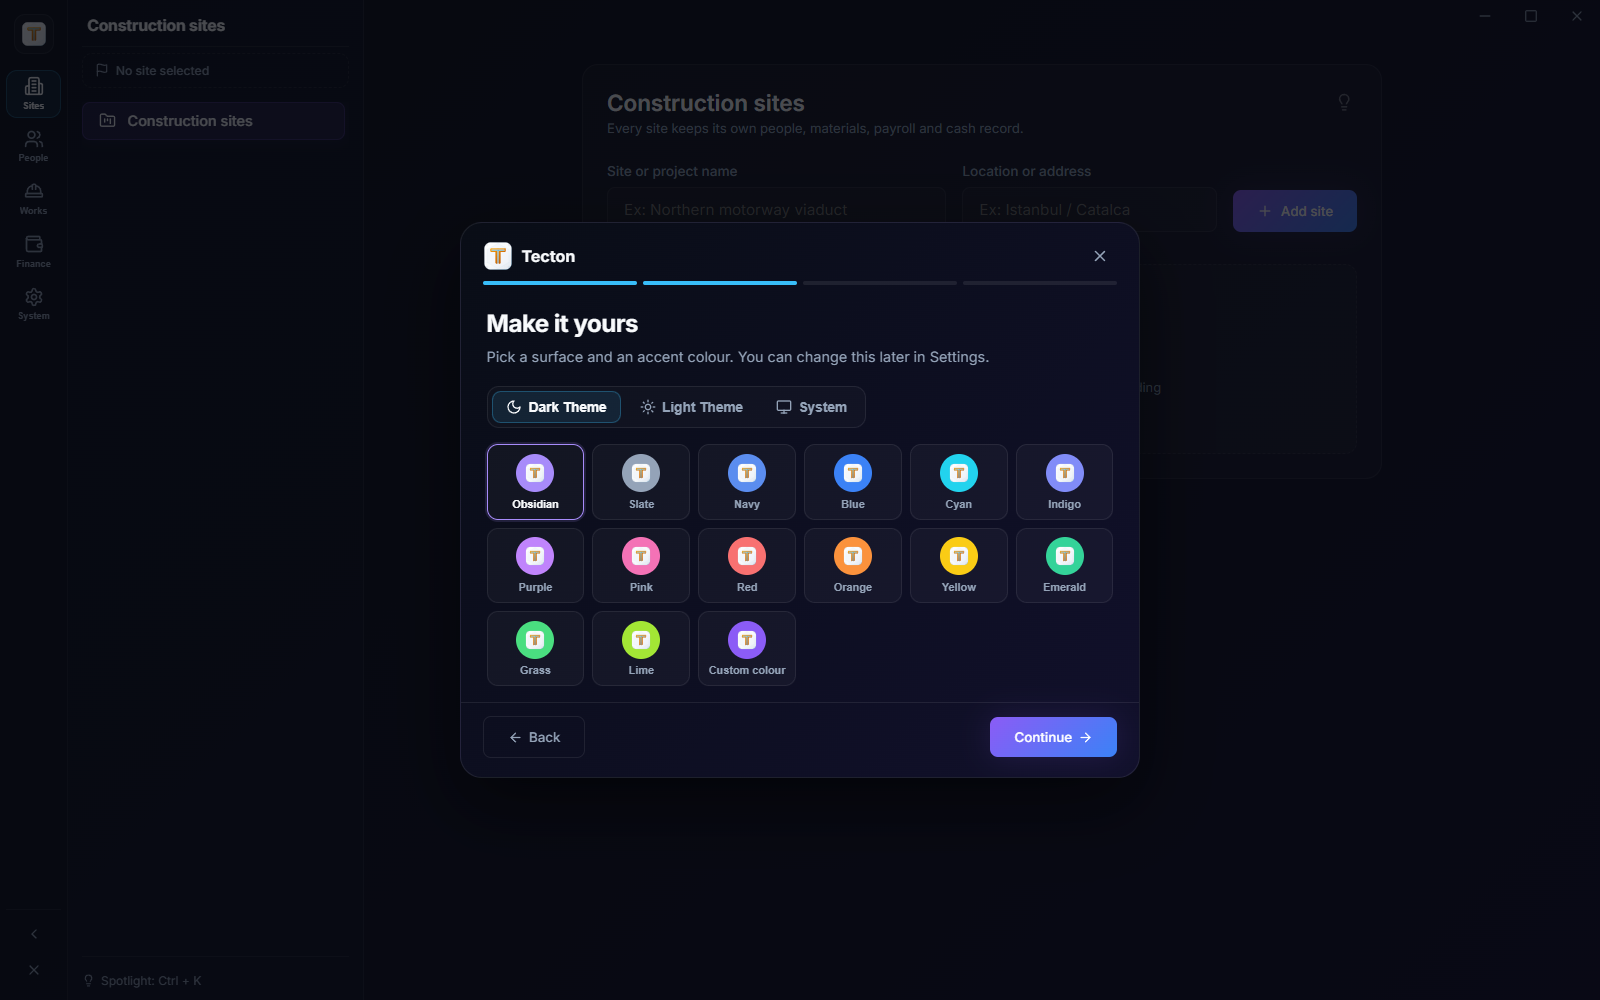 Construction sites
No site selected
Construction sites
Sites
People
Works
Finance
System
Spotlight: Ctrl + K
Construction sites
Every site keeps its own people, materials, payroll and cash record.
Site or project name
Location or address
Ex: Northern motorway viaduct
Ex: Istanbul / Catalca
Add site
Tecton
Make it yours
Pick a surface and an accent colour. You can change this later in Settings.
Dark Theme
Light Theme
System
Obsidian
Slate
Navy
Blue
Cyan
Indigo
Purple
Pink
Red
Orange
Yellow
Emerald
Grass
Lime
Custom colour
Back
Continue